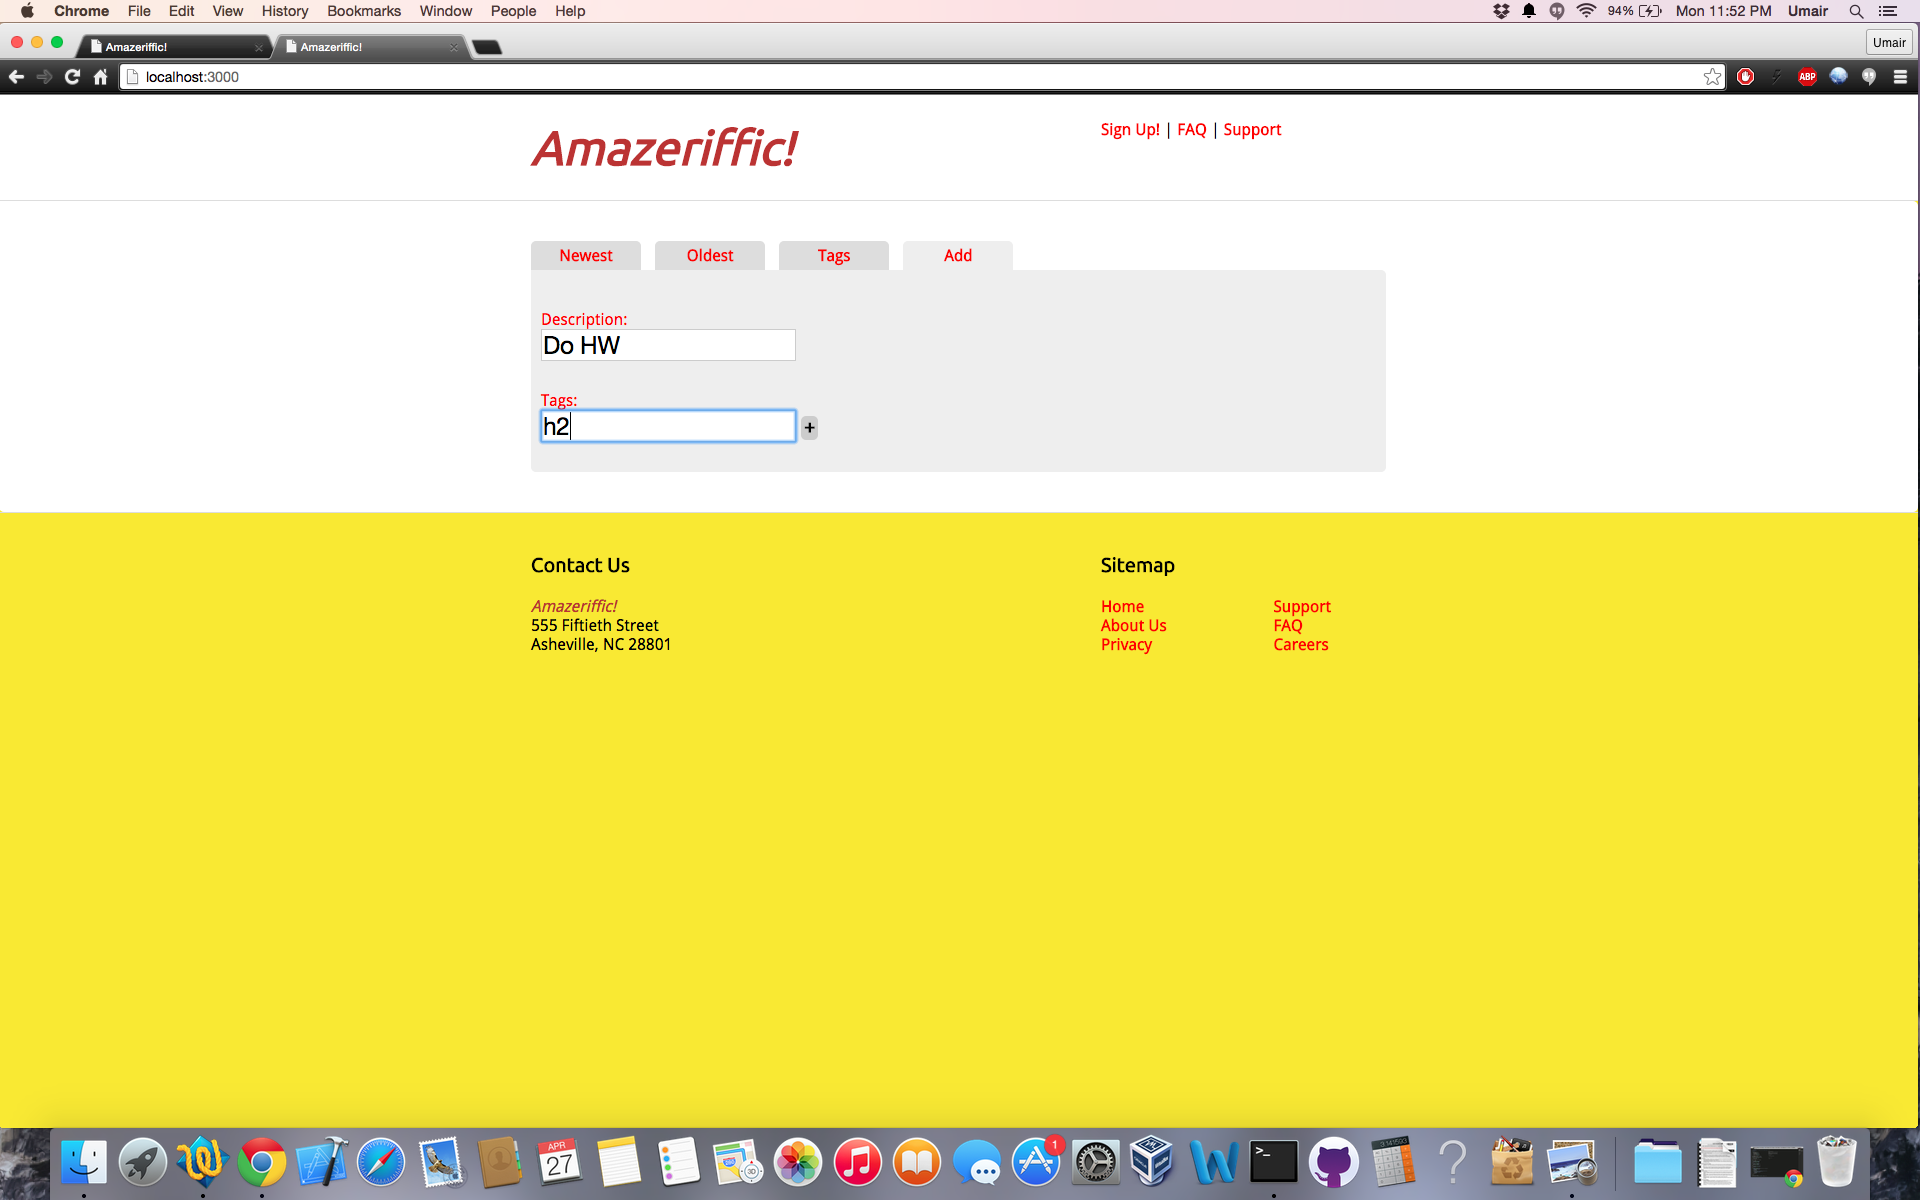 Chrome File Edit View History Bookmarks Window People Help 94% Mon 11:52 PM Umair
Amazeriffic! Amazeriffic! Umair
localhost:3000 ABP
Amazeriffic!
Sign Up! | FAQ | Support
Newest Oldest Tags Add
Description:
Do HW
Tags:
h2 +
Contact Us
Amazeriffic!
555 Fiftieth Street
Asheville, NC 28801
Sitemap
Home Support
About Us FAQ
Privacy Careers
APR
27
1